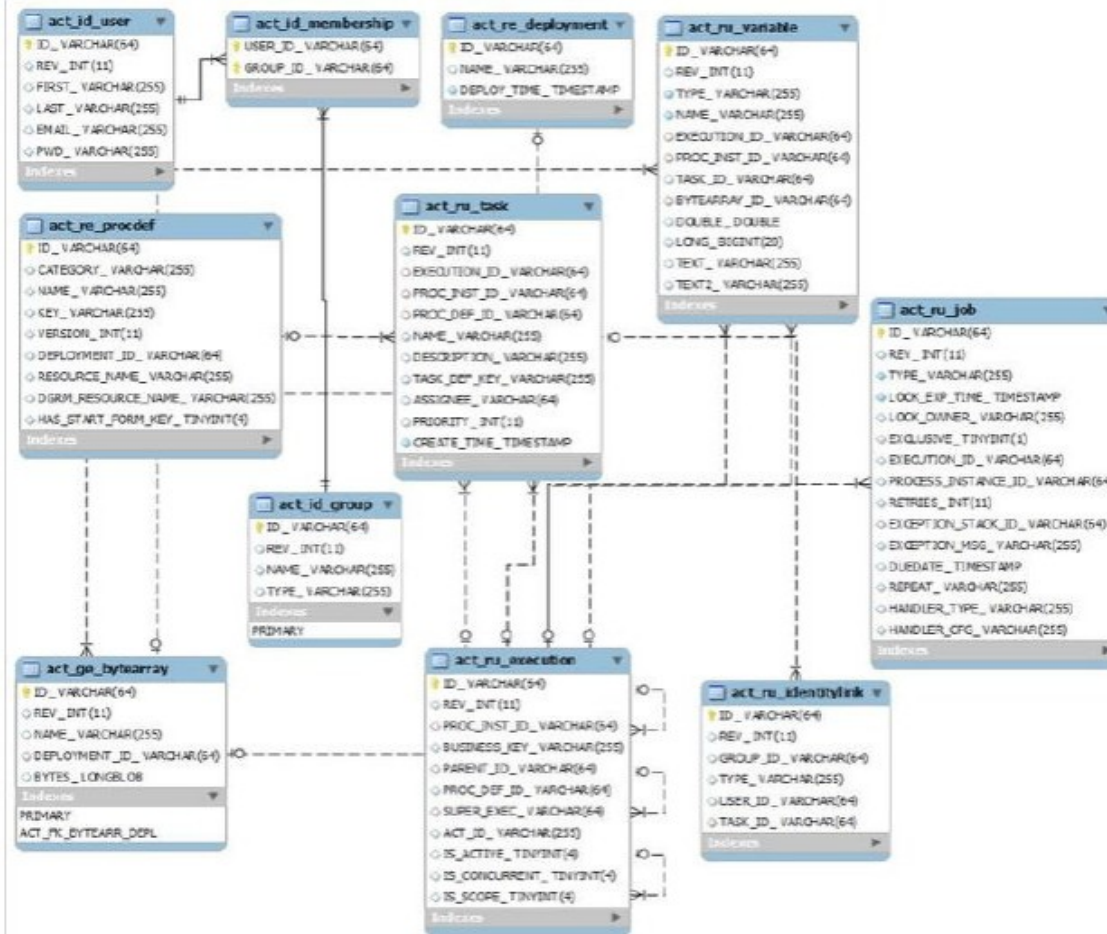 act_id_user
ID_ VARCHAR(64)
REV_ INT(11)
FIRST_ VARCHAR(255)
LAST_ VARCHAR(255)
EMAIL_ VARCHAR(255)
PWD_ VARCHAR(255)
Indexes
act_id_membership
USER_ID_ VARCHAR(64)
GROUP_ID_ VARCHAR(64)
Indexes
act_re_deployment
ID_ VARCHAR(64)
NAME_ VARCHAR(255)
DEPLOY_TIME_ TIMESTAMP
Indexes
act_ru_variable
ID_ VARCHAR(64)
REV_ INT(11)
TYPE_ VARCHAR(255)
NAME_ VARCHAR(255)
EXECUTION_ID_ VARCHAR(64)
PROC_INST_ID_ VARCHAR(64)
TASK_ID_ VARCHAR(64)
BYTEARRAY_ID_ VARCHAR(64)
DOUBLE_ DOUBLE
LONG_ BIGINT(20)
TEXT_ VARCHAR(255)
TEXT2_ VARCHAR(255)
Indexes
act_re_procdef
ID_ VARCHAR(64)
CATEGORY_ VARCHAR(255)
NAME_ VARCHAR(255)
KEY_ VARCHAR(255)
VERSION_ INT(11)
DEPLOYMENT_ID_ VARCHAR(64)
RESOURCE_NAME_ VARCHAR(255)
DGRM_RESOURCE_NAME_ VARCHAR(255)
HAS_START_FORM_KEY_ TINYINT(4)
Indexes
act_ru_task
ID_ VARCHAR(64)
REV_ INT(11)
EXECUTION_ID_ VARCHAR(64)
PROC_INST_ID_ VARCHAR(64)
PROC_DEF_ID_ VARCHAR(64)
NAME_ VARCHAR(255)
DESCRIPTION_ VARCHAR(255)
TASK_DEF_KEY_ VARCHAR(255)
ASSIGNEE_ VARCHAR(64)
PRIORITY_ INT(11)
CREATE_TIME_ TIMESTAMP
Indexes
act_ru_job
ID_ VARCHAR(64)
REV_ INT(11)
TYPE_ VARCHAR(255)
LOCK_EXP_TIME_ TIMESTAMP
LOCK_OWNER_ VARCHAR(255)
EXCLUSIVE_ TINYINT(1)
EXECUTION_ID_ VARCHAR(64)
PROCESS_INSTANCE_ID_ VARCHAR(64
RETRIES_ INT(11)
EXCEPTION_STACK_ID_ VARCHAR(64)
EXCEPTION_MSG_ VARCHAR(255)
DUEDATE_ TIMESTAMP
REPEAT_ VARCHAR(255)
HANDLER_TYPE_ VARCHAR(255)
HANDLER_CFG_ VARCHAR(255)
Indexes
act_id_group
ID_ VARCHAR(64)
REV_ INT(11)
NAME_ VARCHAR(255)
TYPE_ VARCHAR(255)
Indexes
PRIMARY
act_ge_bytearray
ID_ VARCHAR(64)
REV_ INT(11)
NAME_ VARCHAR(255)
DEPLOYMENT_ID_ VARCHAR(64)
BYTES_ LONGBLOB
Indexes
PRIMARY
ACT_FK_BYTEARR_DEPL
act_ru_execution
ID_ VARCHAR(64)
REV_ INT(11)
PROC_INST_ID_ VARCHAR(64)
BUSINESS_KEY_ VARCHAR(255)
PARENT_ID_ VARCHAR(64)
PROC_DEF_ID_ VARCHAR(64)
SUPER_EXEC_ VARCHAR(64)
ACT_ID_ VARCHAR(255)
IS_ACTIVE_ TINYINT(4)
IS_CONCURRENT_ TINYINT(4)
IS_SCOPE_ TINYINT(4)
Indexes
act_ru_identitylink
ID_ VARCHAR(64)
REV_ INT(11)
GROUP_ID_ VARCHAR(64)
TYPE_ VARCHAR(255)
USER_ID_ VARCHAR(64)
TASK_ID_ VARCHAR(64)
Indexes